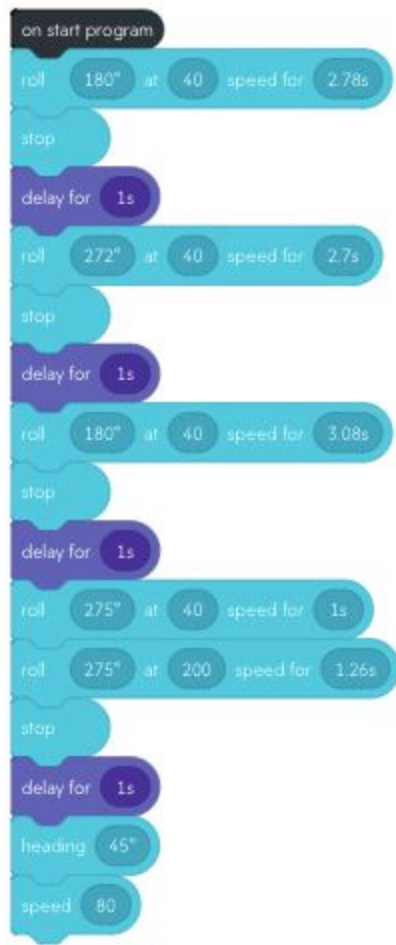 on start program
roll 180° at 40 speed for 2.78s
stop
delay for 1s
roll 272° at 40 speed for 2.7s
stop
delay for 1s
roll 180° at 40 speed for 3.08s
stop
delay for 1s
roll 275° at 40 speed for 1s
roll 275° at 200 speed for 1.26s
stop
delay for 1s
heading 45°
speed 80